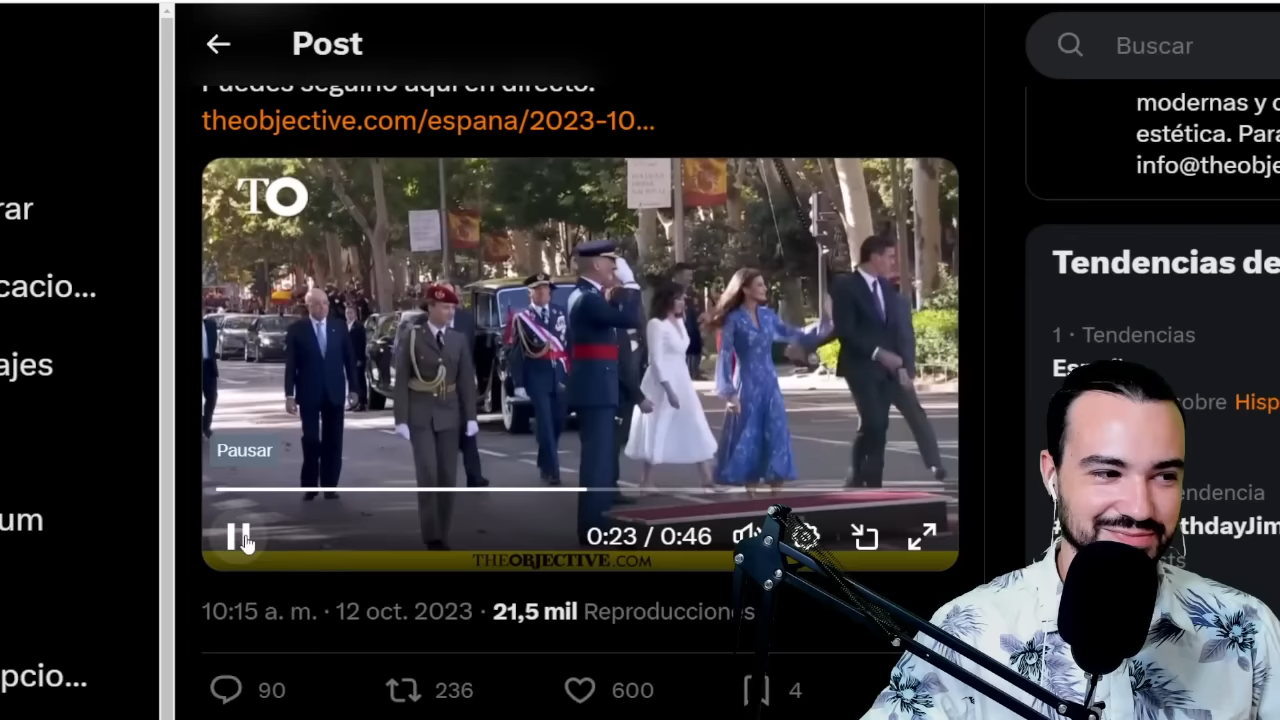 Post
Buscar
Puedes seguirlo aquí en directo.
theobjective.com/espana/2023-10...
modernas y
estética. Para
info@theobje
TO
rar
cacio...
ajes
um
pcio...
Tendencias de
1 · Tendencias
sobre Hisp
endencia
thdayJim
Pausar
0:23 / 0:46
THEOBJECTIVE.COM
10:15 a. m. · 12 oct. 2023 · 21,5 mil Reproducciones
90
236
600
4